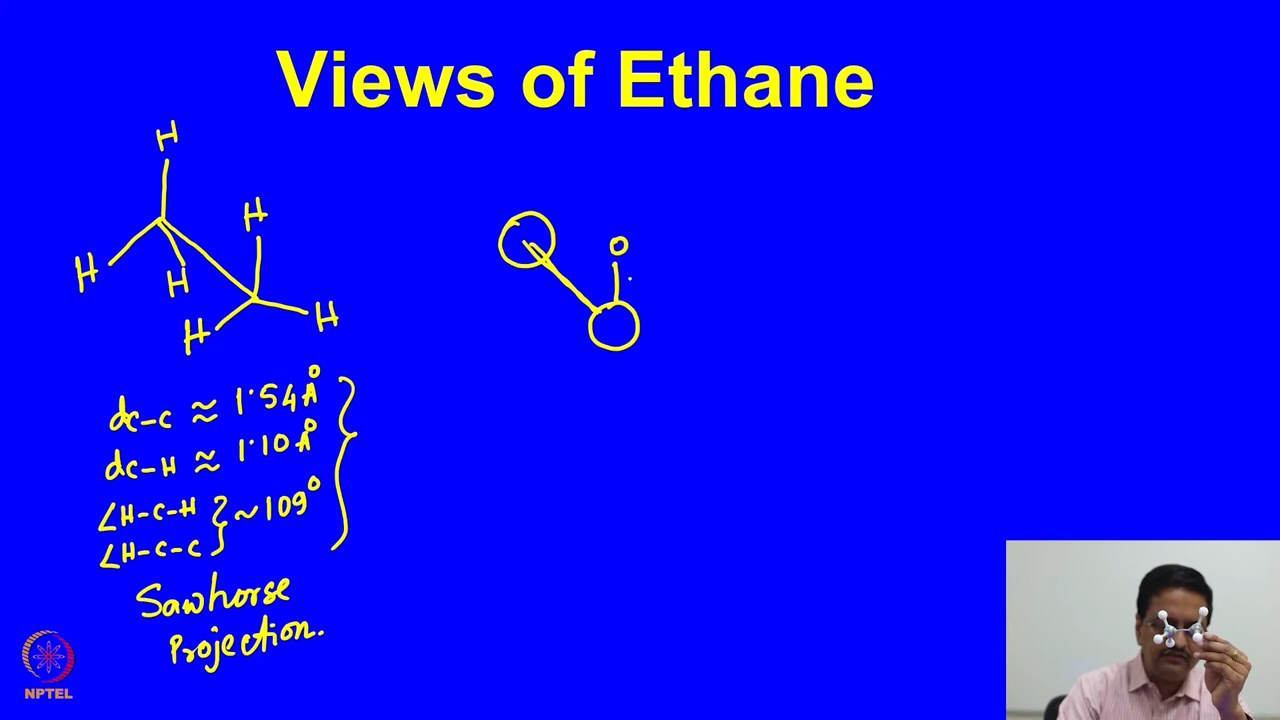 Views of Ethane
H
H
H
H
H
H
dC-C ≈ 1.54 Å
dC-H ≈ 1.10 Å
∠H-C-H } ~109°
∠H-C-C
Sawhorse
Projection.
NPTEL